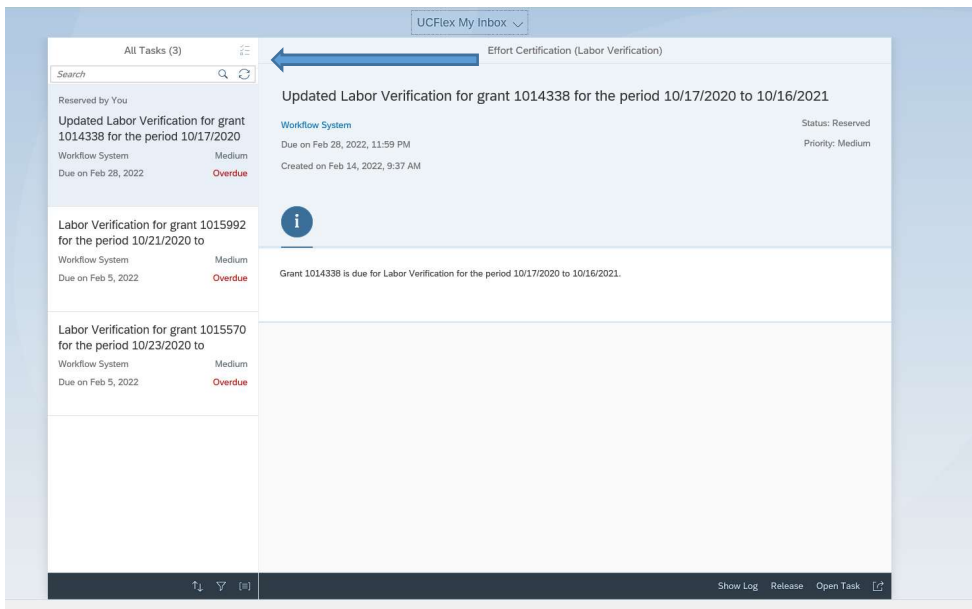 UCFlex My Inbox
All Tasks (3)
Search
Reserved by You
Updated Labor Verification for grant
1014338 for the period 10/17/2020
Workflow System Medium
Due on Feb 28, 2022 Overdue
Labor Verification for grant 1015992
for the period 10/21/2020 to
Workflow System Medium
Due on Feb 5, 2022 Overdue
Labor Verification for grant 1015570
for the period 10/23/2020 to
Workflow System Medium
Due on Feb 5, 2022 Overdue
Effort Certification (Labor Verification)
Updated Labor Verification for grant 1014338 for the period 10/17/2020 to 10/16/2021
Workflow System Status: Reserved
Due on Feb 28, 2022, 11:59 PM Priority: Medium
Created on Feb 14, 2022, 9:37 AM
i
Grant 1014338 is due for Labor Verification for the period 10/17/2020 to 10/16/2021.
Show Log Release Open Task